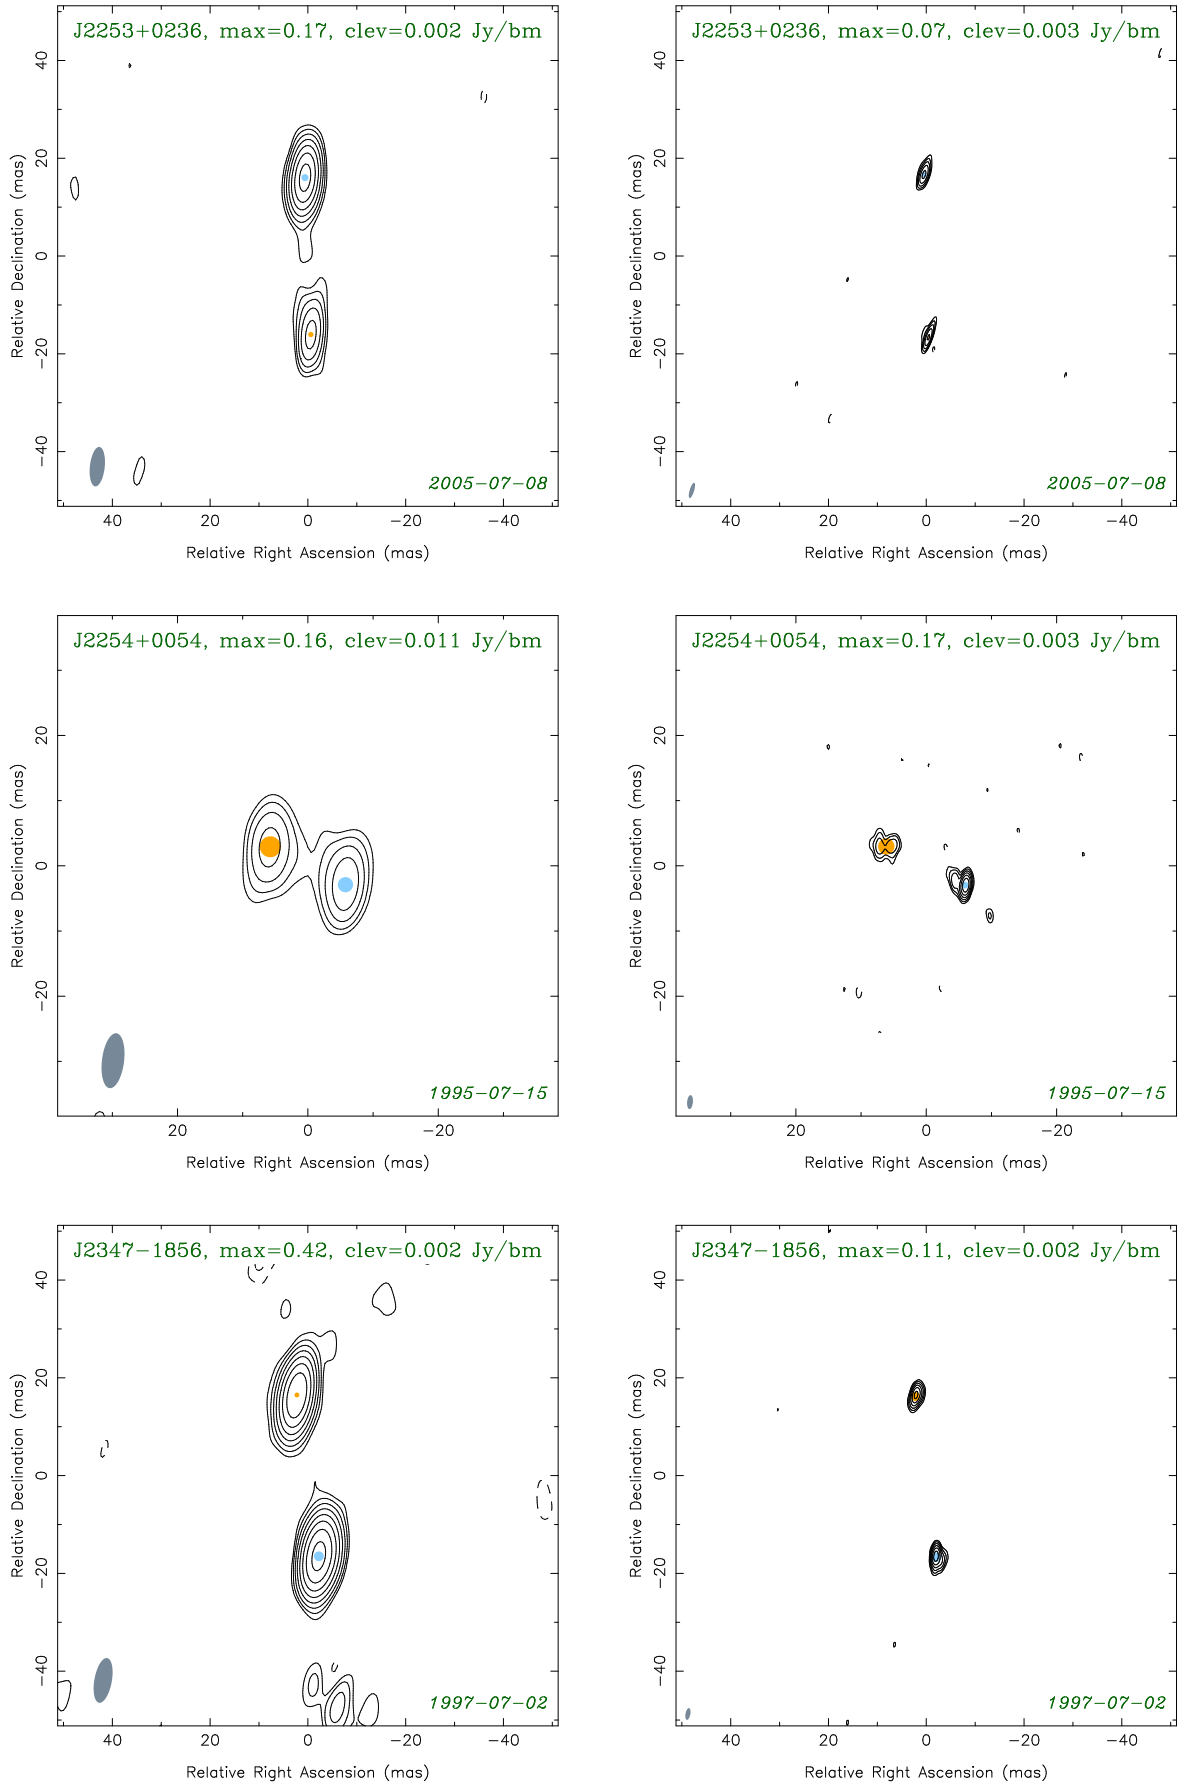 J2253+0236, max=0.17, clev=0.002 Jy/bm
40
20
0
−20
−40
Relative Declination (mas)
2005-07-08
40 20 0 −20 −40
Relative Right Ascension (mas)
J2253+0236, max=0.07, clev=0.003 Jy/bm
40
20
0
−20
−40
Relative Declination (mas)
2005-07-08
40 20 0 −20 −40
Relative Right Ascension (mas)
J2254+0054, max=0.16, clev=0.011 Jy/bm
20
0
−20
Relative Declination (mas)
1995-07-15
20 0 −20
Relative Right Ascension (mas)
J2254+0054, max=0.17, clev=0.003 Jy/bm
20
0
−20
Relative Declination (mas)
1995-07-15
20 0 −20
Relative Right Ascension (mas)
J2347−1856, max=0.42, clev=0.002 Jy/bm
40
20
0
−20
−40
Relative Declination (mas)
1997-07-02
40 20 0 −20 −40
Relative Right Ascension (mas)
J2347−1856, max=0.11, clev=0.002 Jy/bm
40
20
0
−20
−40
Relative Declination (mas)
1997-07-02
40 20 0 −20 −40
Relative Right Ascension (mas)